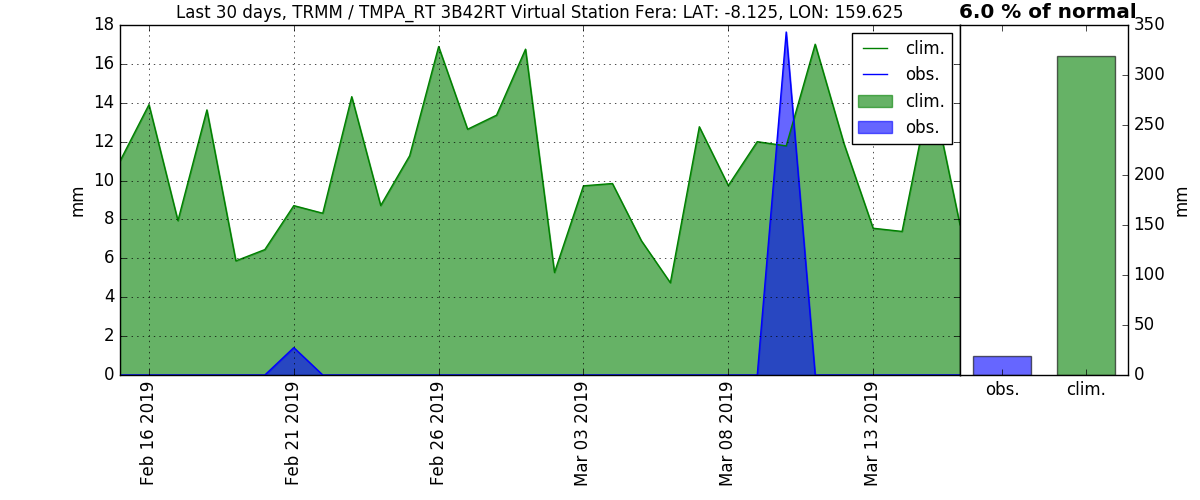 Last 30 days, TRMM / TMPA_RT 3B42RT Virtual Station Fera: LAT: -8.125, LON: 159.625
6.0 % of normal
18
16
14
12
10
8
6
4
2
0
mm
clim.
obs.
clim.
obs.
350
300
250
200
150
100
50
0
mm
Feb 16 2019
Feb 21 2019
Feb 26 2019
Mar 03 2019
Mar 08 2019
Mar 13 2019
obs.
clim.